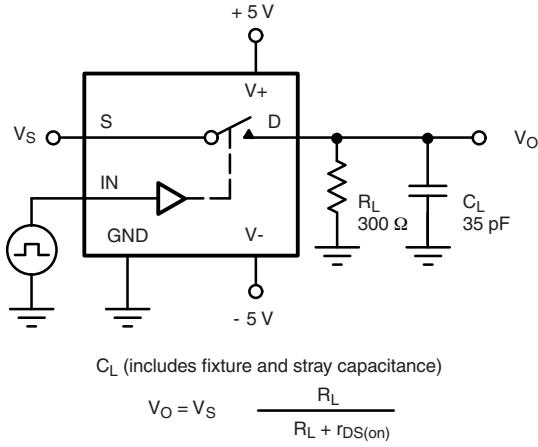 + 5 V
V+
VS
S
D
VO
IN
RL
300 Ω
CL
35 pF
GND
V-
- 5 V
CL (includes fixture and stray capacitance)
VO = VS RL
RL + rDS(on)